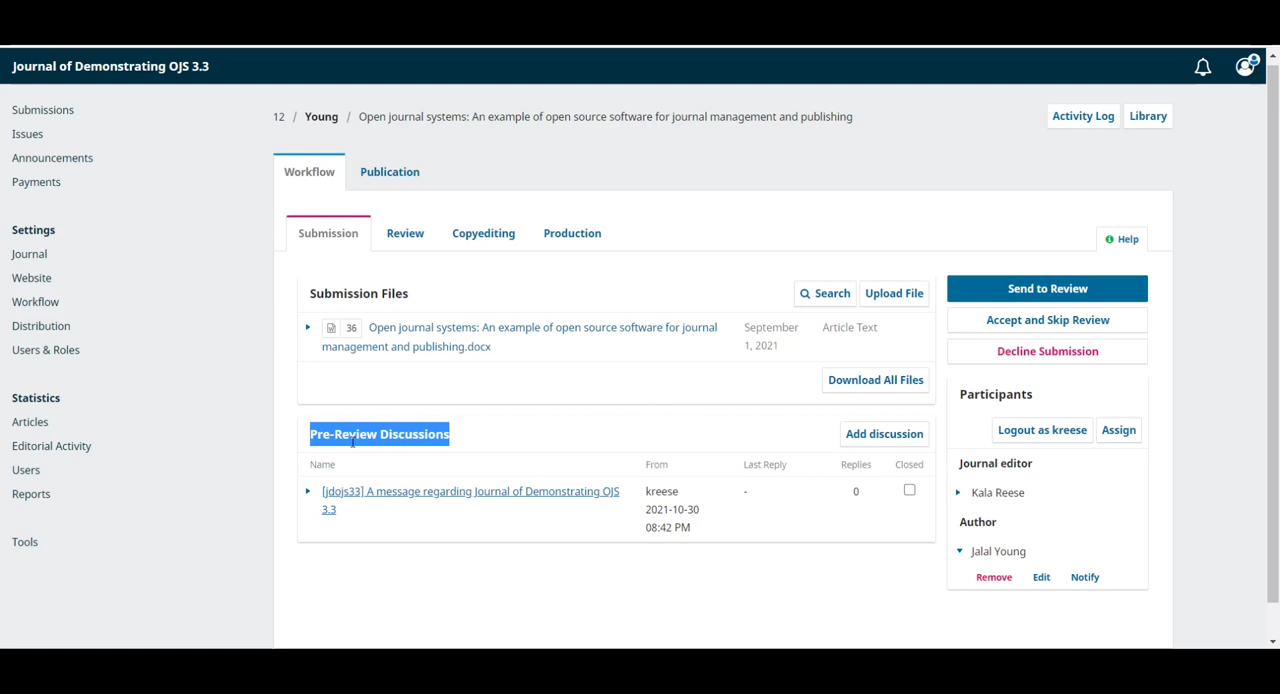 Journal of Demonstrating OJS 3.3
2
Submissions
Issues
Announcements
Payments
Settings
Journal
Website
Workflow
Distribution
Users & Roles
Statistics
Articles
Editorial Activity
Users
Reports
Tools
12 / Young / Open journal systems: An example of open source software for journal management and publishing
Activity Log
Library
Workflow
Publication
Submission
Review
Copyediting
Production
Help
Submission Files
Search
Upload File
36 Open journal systems: An example of open source software for journal
management and publishing.docx
September
1, 2021
Article Text
Download All Files
Pre-Review Discussions
Add discussion
Name
From
Last Reply
Replies
Closed
[jdojs33] A message regarding Journal of Demonstrating OJS
3.3
kreese
2021-10-30
08:42 PM
-
0
Send to Review
Accept and Skip Review
Decline Submission
Participants
Logout as kreese
Assign
Journal editor
Kala Reese
Author
Jalal Young
Remove
Edit
Notify